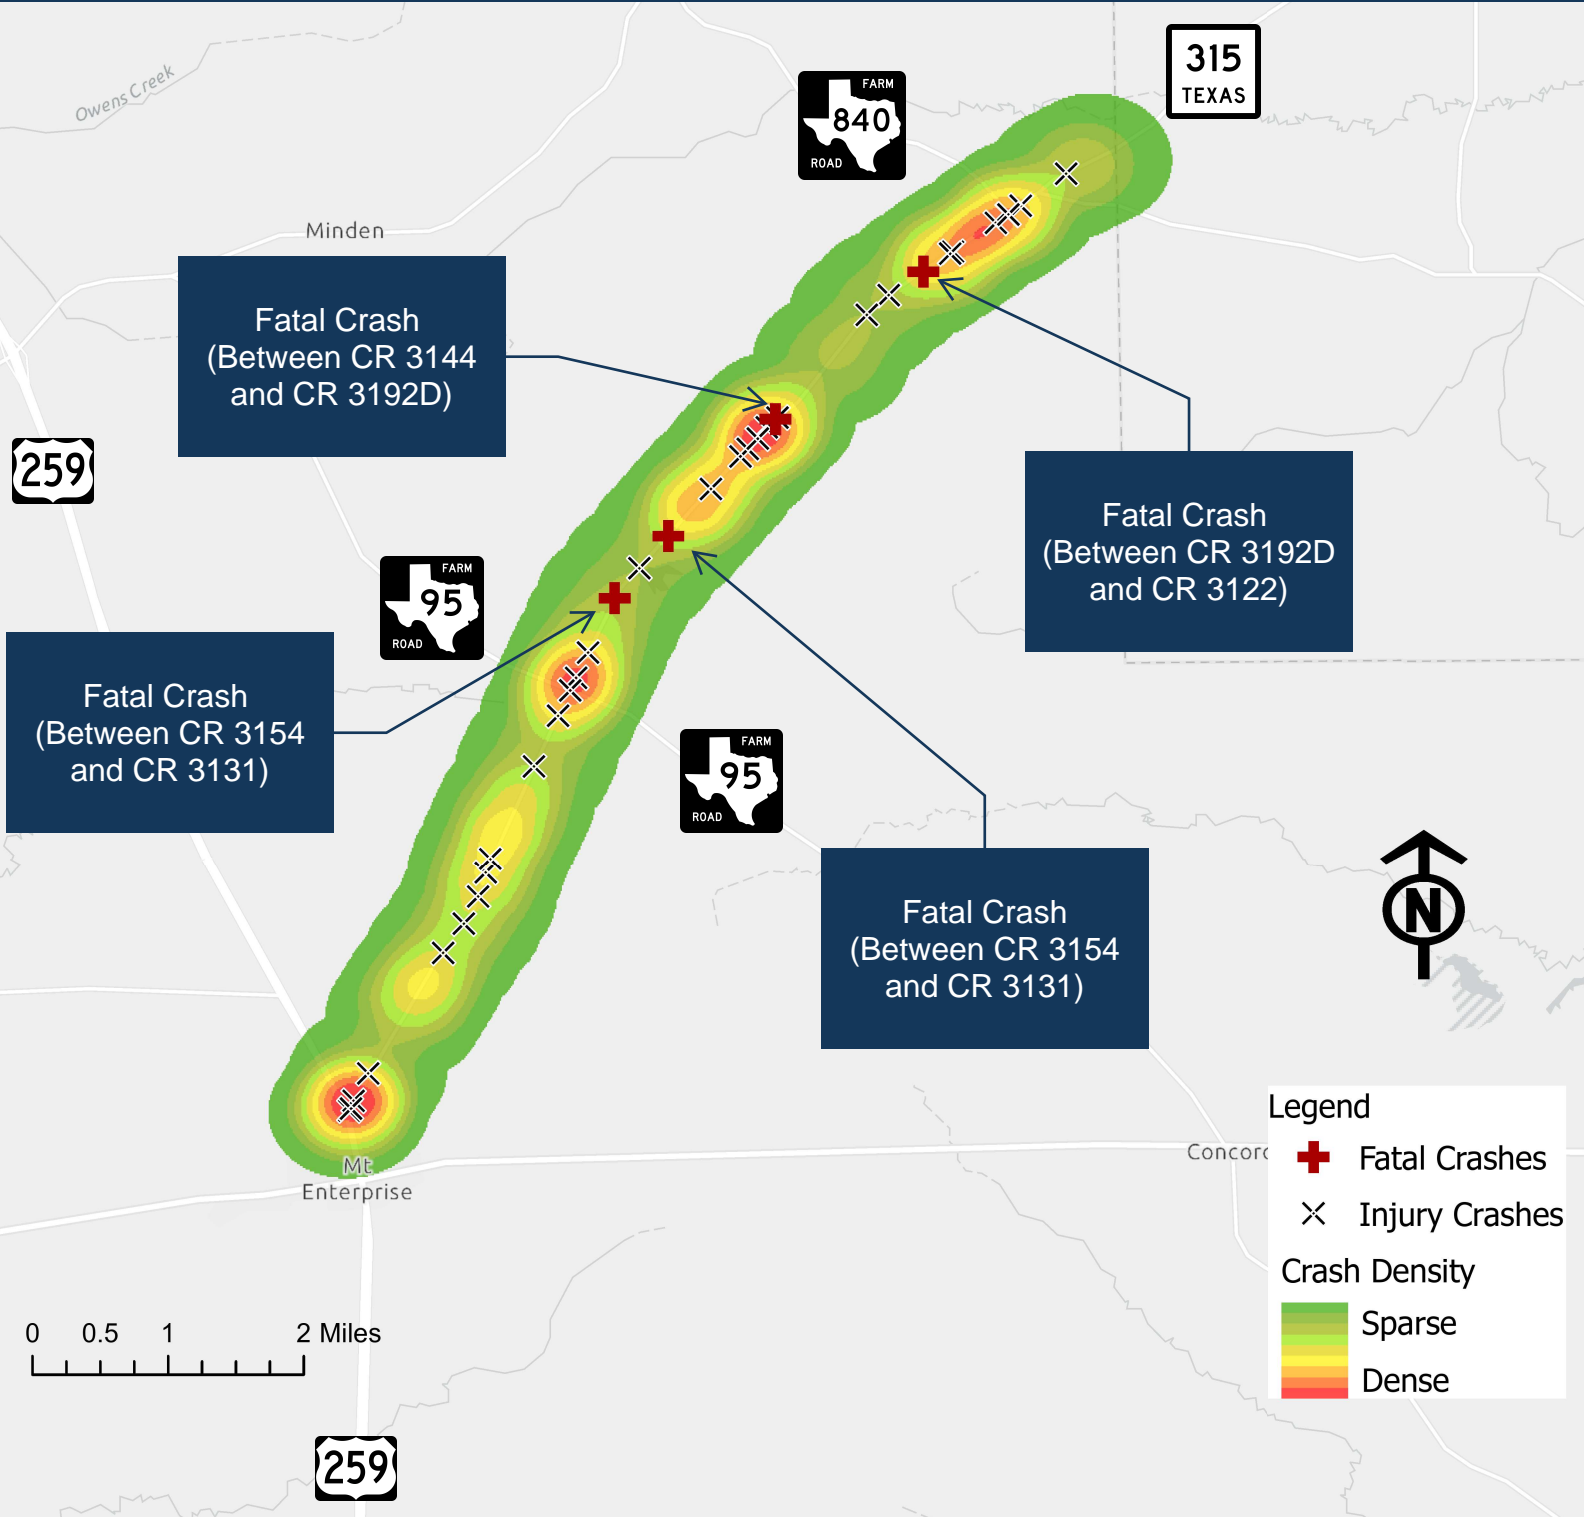 315
TEXAS
FARM
840
ROAD
Owens Creek
Minden
Fatal Crash
(Between CR 3144
and CR 3192D)
259
Fatal Crash
(Between CR 3192D
and CR 3122)
FARM
95
ROAD
Fatal Crash
(Between CR 3154
and CR 3131)
FARM
95
ROAD
Fatal Crash
(Between CR 3154
and CR 3131)
N
Mt
Enterprise
Concord
Legend
Fatal Crashes
Injury Crashes
Crash Density
Sparse
Dense
0 0.5 1 2 Miles
259